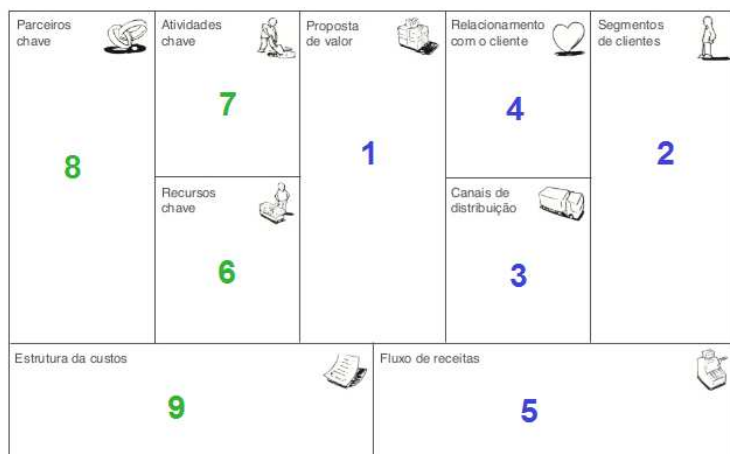 Parceiros
chave
8
Atividades
chave
7
Recursos
chave
6
Proposta
de valor
1
Relacionamento
com o cliente
4
Canais de
distribuição
3
Segmentos
de clientes
2
Estrutura da custos
9
Fluxo de receitas
5